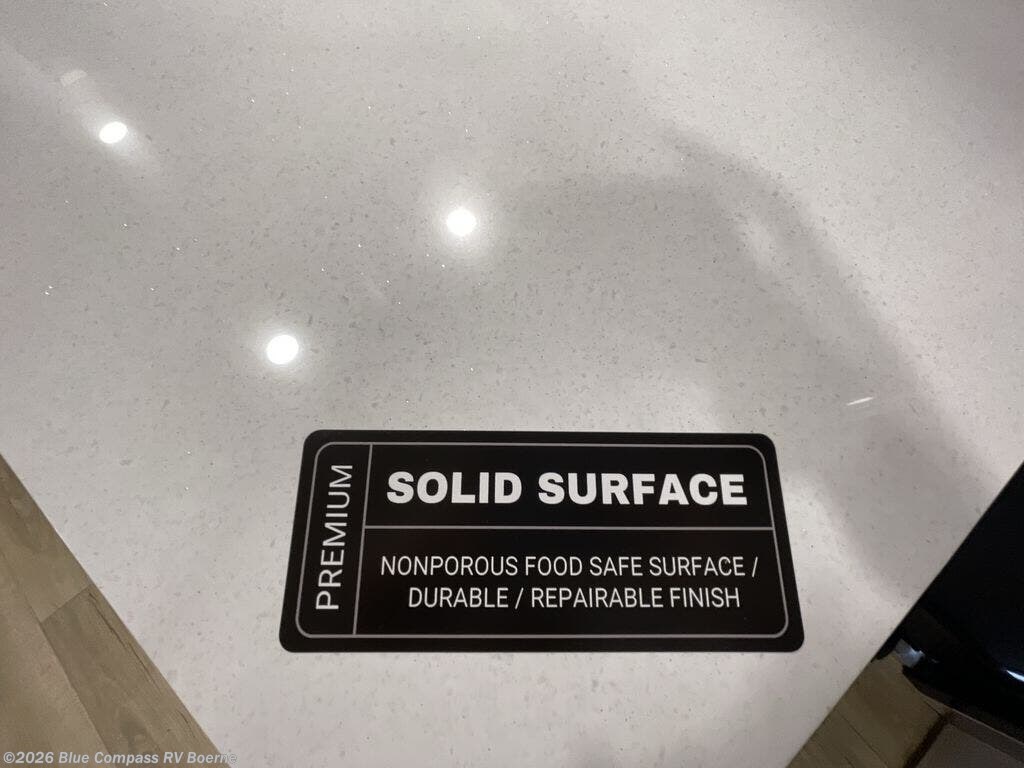 PREMIUM
SOLID SURFACE
NONPOROUS FOOD SAFE SURFACE /
DURABLE / REPAIRABLE FINISH
©2026 Blue Compass RV Boerne